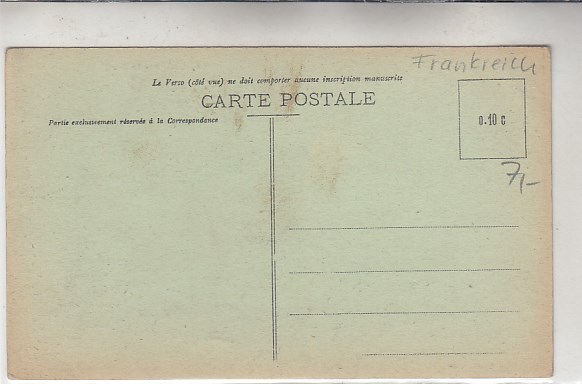 Frankreich
Le Verso (côté vue) ne doit comporter aucune inscription manuscrite
CARTE POSTALE
Partie exclusivement réservée à la Correspondance
0.10 c
7,-